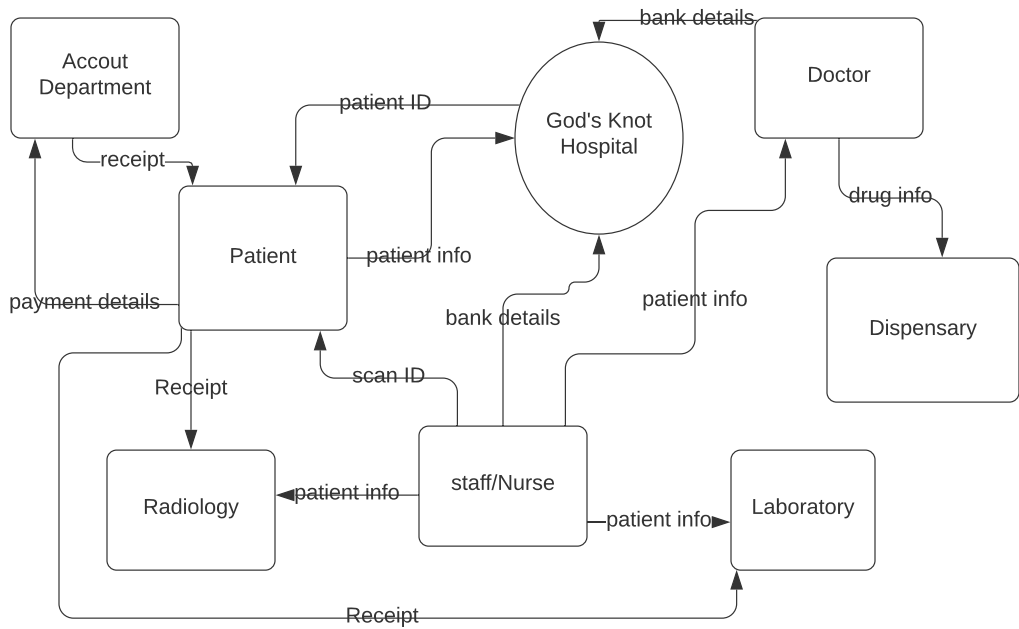 bank details
Accout
Department
Doctor
patient ID
God's Knot
Hospital
receipt
drug info
Patient
patient info
payment details
patient info
bank details
Dispensary
scan ID
Receipt
staff/Nurse
patient info
Radiology
Laboratory
patient info
Receipt